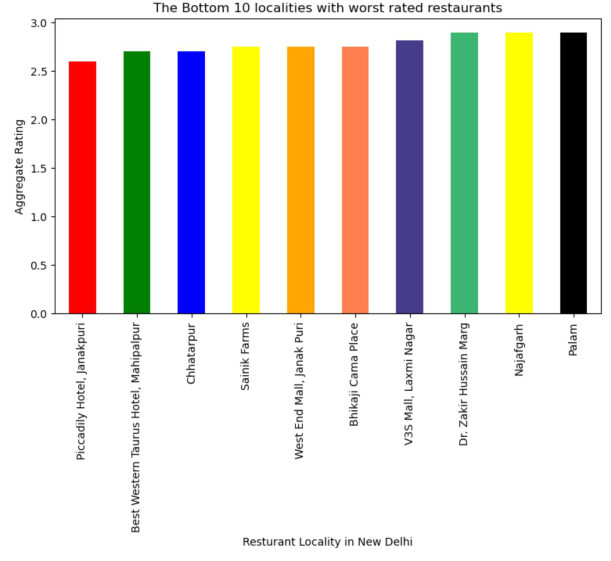 The Bottom 10 localities with worst rated restaurants
Aggregate Rating
3.0
2.5
2.0
1.5
1.0
0.5
0.0
Piccadily Hotel, Janakpuri
Best Western Taurus Hotel, Mahipalpur
Chhatarpur
Sainik Farms
West End Mall, Janak Puri
Bhikaji Cama Place
V3S Mall, Laxmi Nagar
Dr. Zakir Hussain Marg
Najafgarh
Palam
Resturant Locality in New Delhi